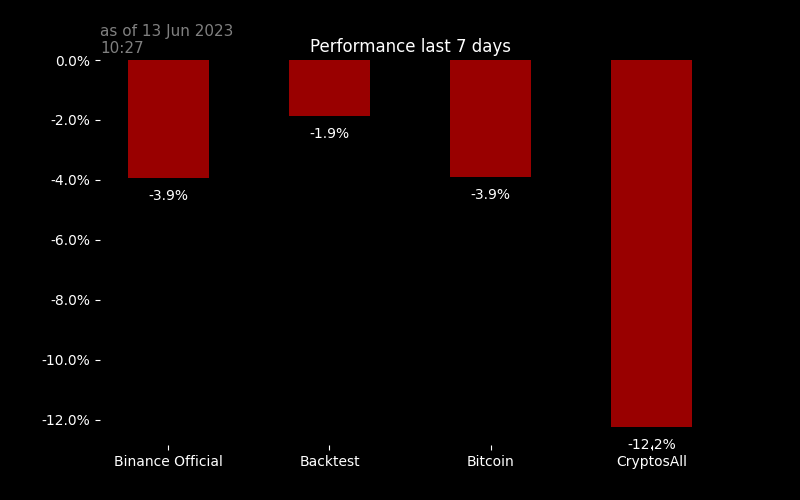 as of 13 Jun 2023
10:27
Performance last 7 days
0.0%
-2.0%
-4.0%
-6.0%
-8.0%
-10.0%
-12.0%
-3.9%
-1.9%
-3.9%
-12.2%
Binance Official
Backtest
Bitcoin
CryptosAll